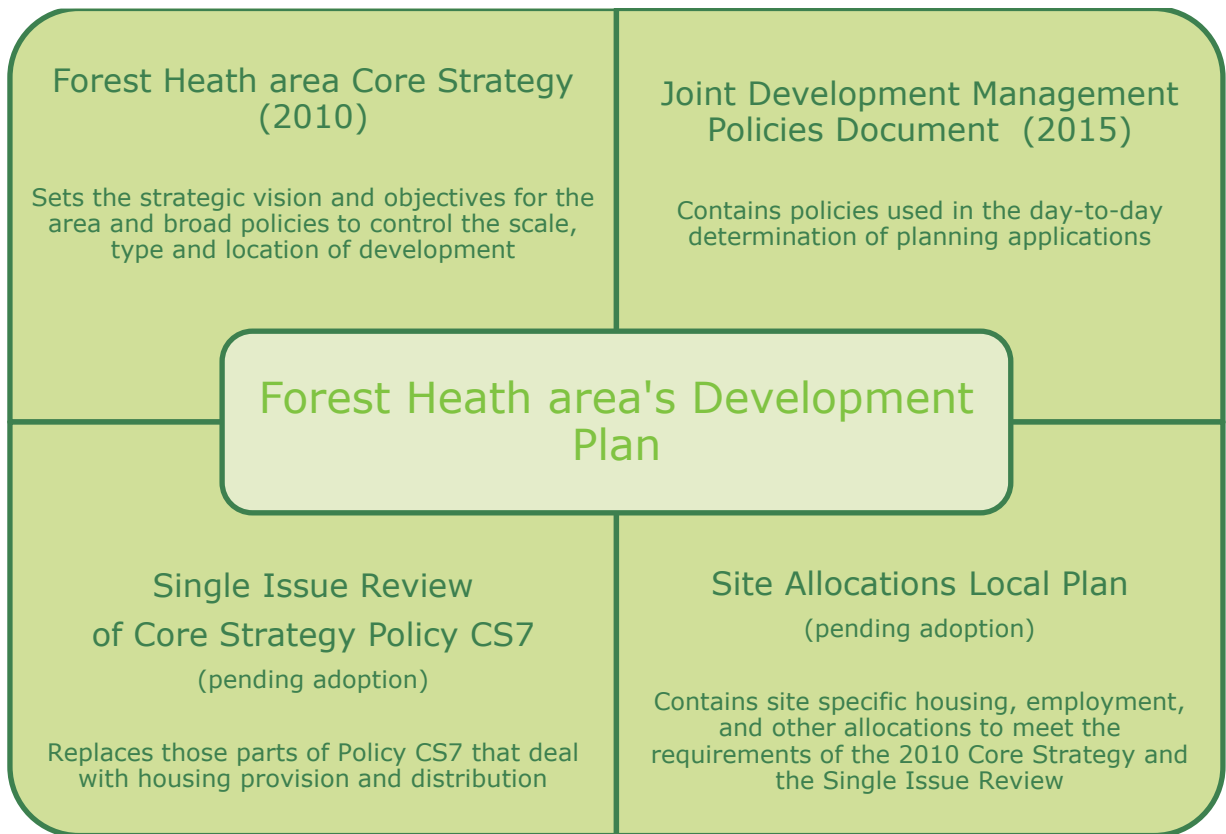 Forest Heath area Core Strategy
(2010)
Sets the strategic vision and objectives for the
area and broad policies to control the scale,
type and location of development
Joint Development Management
Policies Document (2015)
Contains policies used in the day-to-day
determination of planning applications
Forest Heath area's Development
Plan
Single Issue Review
of Core Strategy Policy CS7
(pending adoption)
Replaces those parts of Policy CS7 that deal
with housing provision and distribution
Site Allocations Local Plan
(pending adoption)
Contains site specific housing, employment,
and other allocations to meet the
requirements of the 2010 Core Strategy and
the Single Issue Review